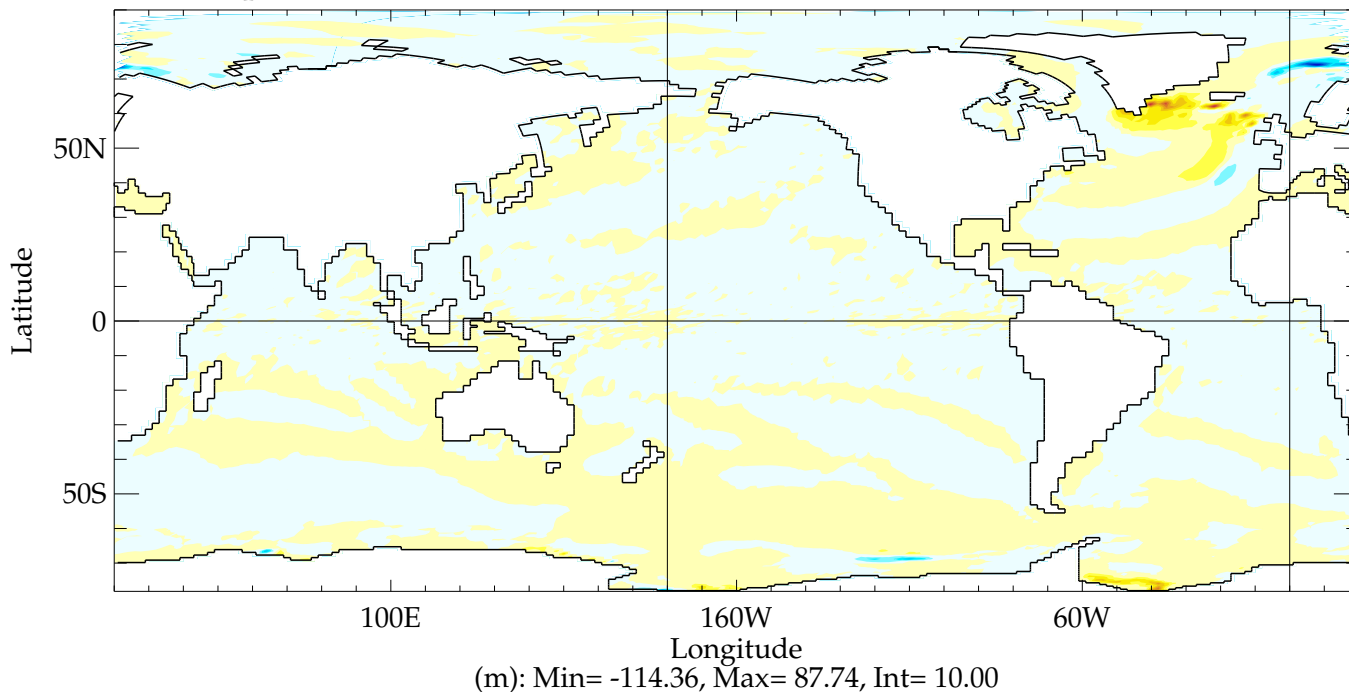 50N
0
50S
Latitude
100E
160W
60W
Longitude
(m): Min= -114.36, Max= 87.74, Int= 10.00